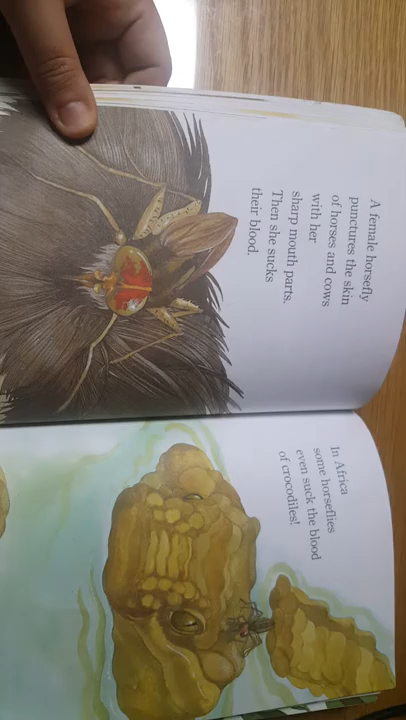 A female horsefly
punctures the skin
of horses and cows
with her
sharp mouth parts.
Then she sucks
their blood.
In Africa
some horseflies
even suck the blood
of crocodiles!